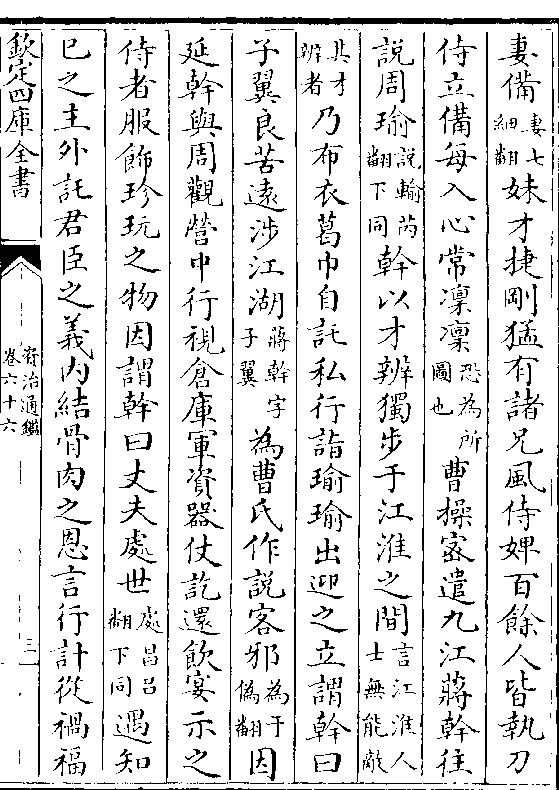 妻備妻七細翻妹才捷剛猛有諸兄風侍婢百餘人皆執刀
侍立備每入心常凜凜恐為所圖也曹操密遣九江蔣幹往
說周瑜說輸芮翻下同幹以才辨獨步于江淮之間言江淮人士無能敵
其才辨者乃布衣葛巾自託私行詣瑜瑜出迎之立謂幹曰
子翼良苦遠涉江湖蔣幹字子翼為曹氏作說客邪為于偽翻因
延幹與周觀營中行視倉庫軍資器仗訖還飲宴示之
侍者服飾珍玩之物因謂幹曰丈夫處世處昌呂翻下同遇知
已之主外託君臣之義内結骨肉之恩言行計從禍福
欽定四庫全書
資治通鑑
卷六十六
三